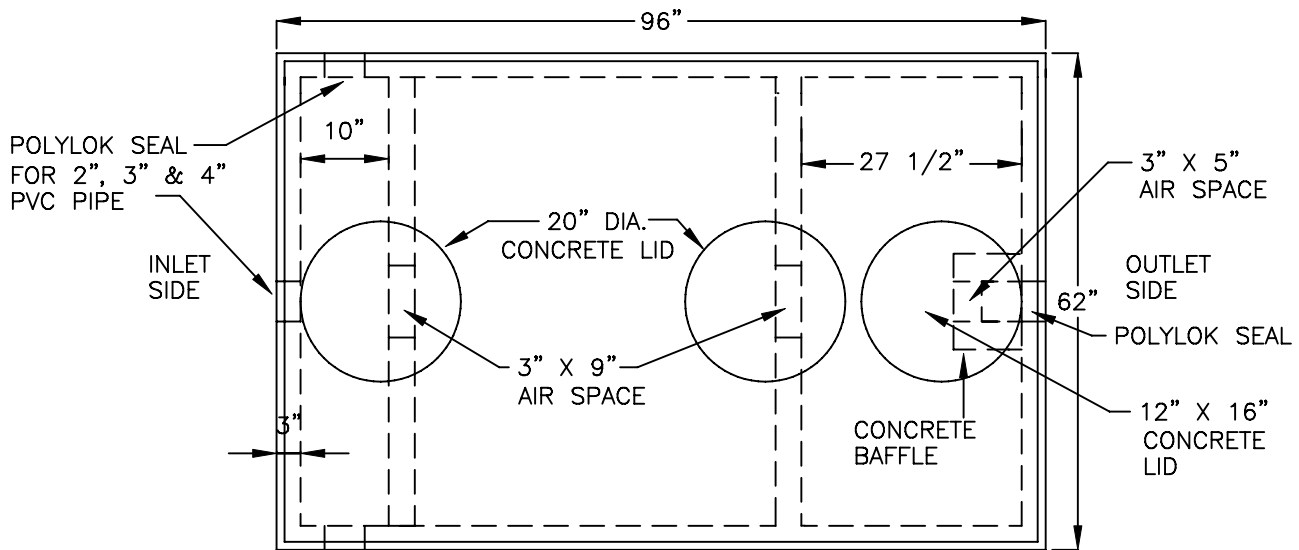 96”
POLYLOK SEAL
FOR 2”, 3” & 4”
PVC PIPE
10”
27 1/2”
3” X 5”
AIR SPACE
20” DIA.
CONCRETE LID
INLET
SIDE
OUTLET
SIDE
62”
POLYLOK SEAL
3” X 9”
AIR SPACE
3”
CONCRETE
BAFFLE
12” X 16”
CONCRETE
LID